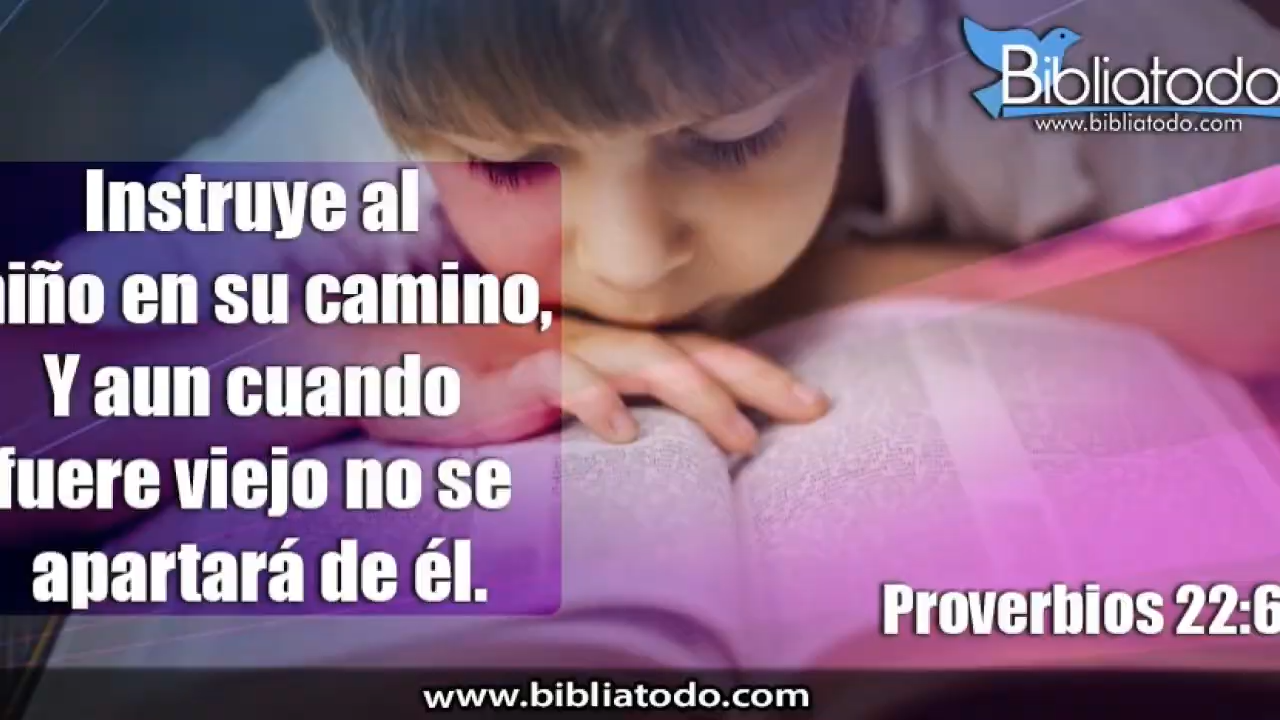 Bibliatodo
www.bibliatodo.com
Instruye al
niño en su camino,
Y aun cuando
fuere viejo no se
apartará de él.
Proverbios 22:6
www.bibliatodo.com